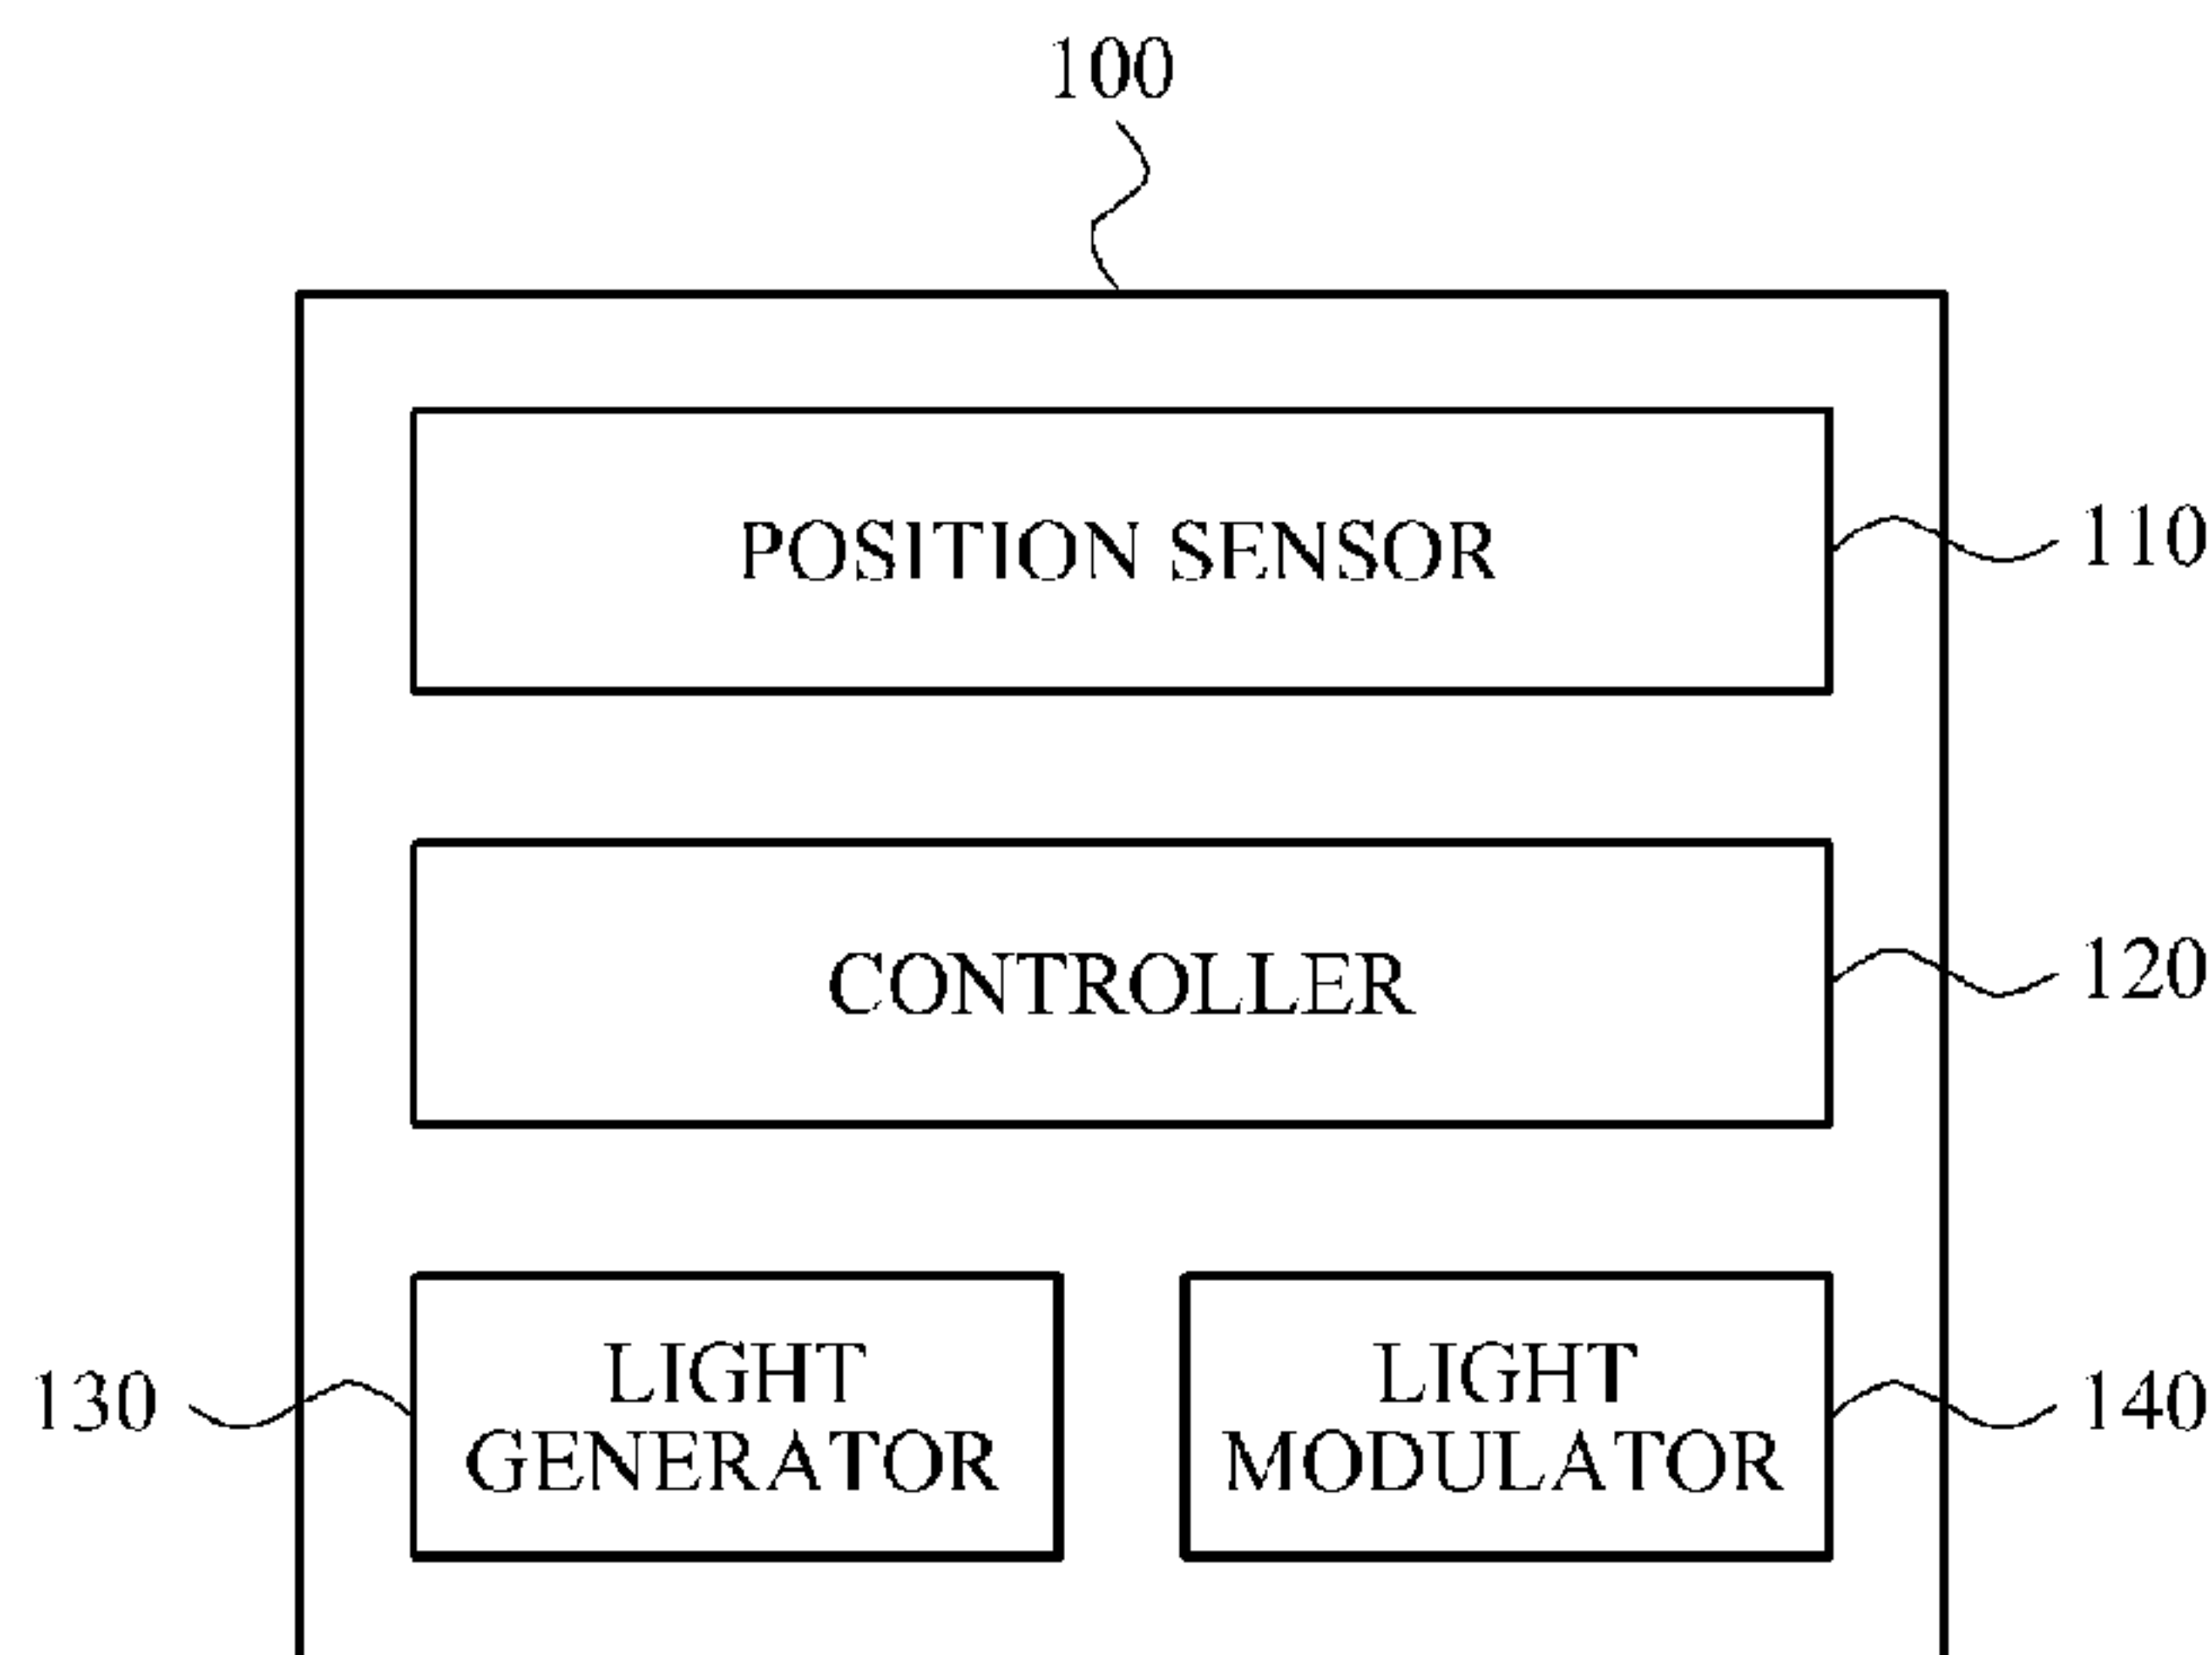 100
POSITION SENSOR
110
CONTROLLER
120
130
LIGHT
GENERATOR
LIGHT
MODULATOR
140